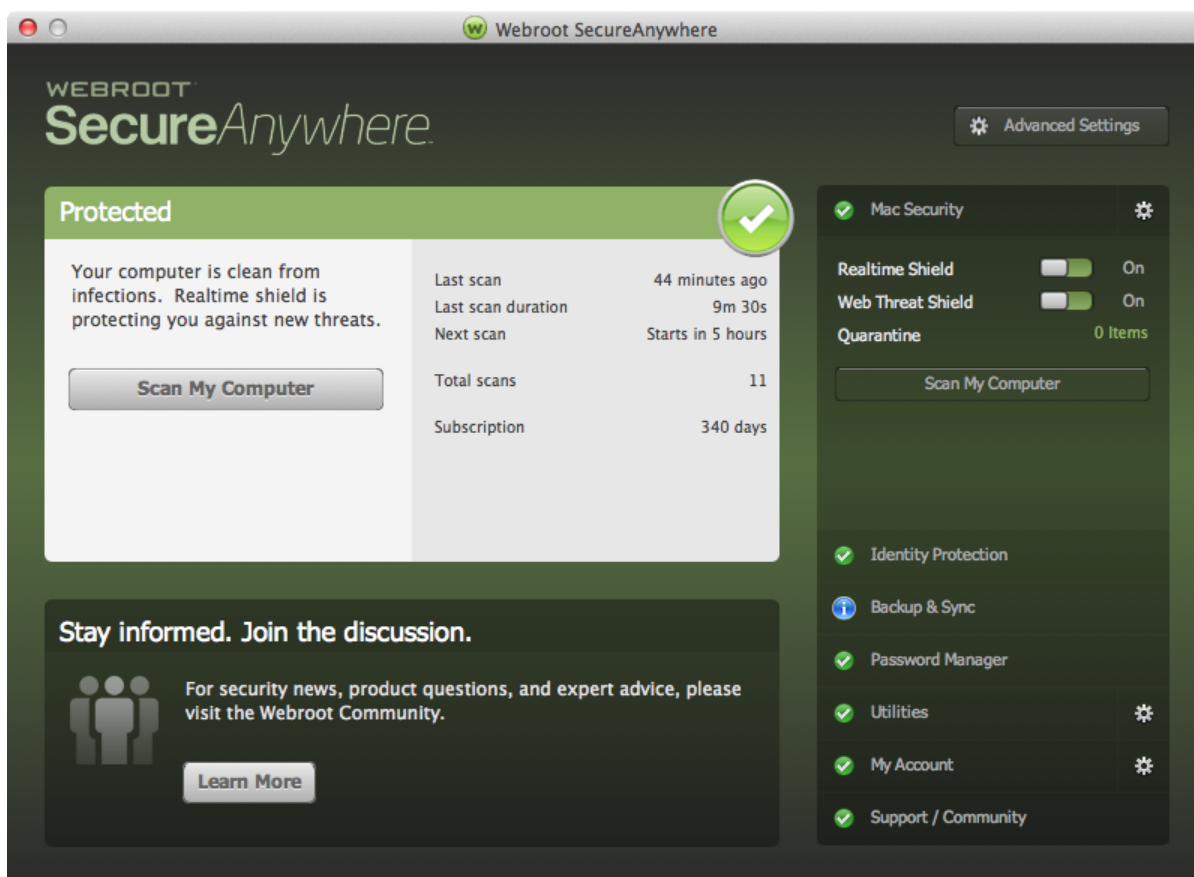 Webroot SecureAnywhere
WEBROOT™
SecureAnywhere.
Advanced Settings
Protected
Your computer is clean from
infections. Realtime shield is
protecting you against new threats.
Scan My Computer
Last scan 44 minutes ago
Last scan duration 9m 30s
Next scan Starts in 5 hours
Total scans 11
Subscription 340 days
Stay informed. Join the discussion.
For security news, product questions, and expert advice, please
visit the Webroot Community.
Learn More
Mac Security
Realtime Shield On
Web Threat Shield On
Quarantine 0 Items
Scan My Computer
Identity Protection
Backup & Sync
Password Manager
Utilities
My Account
Support / Community